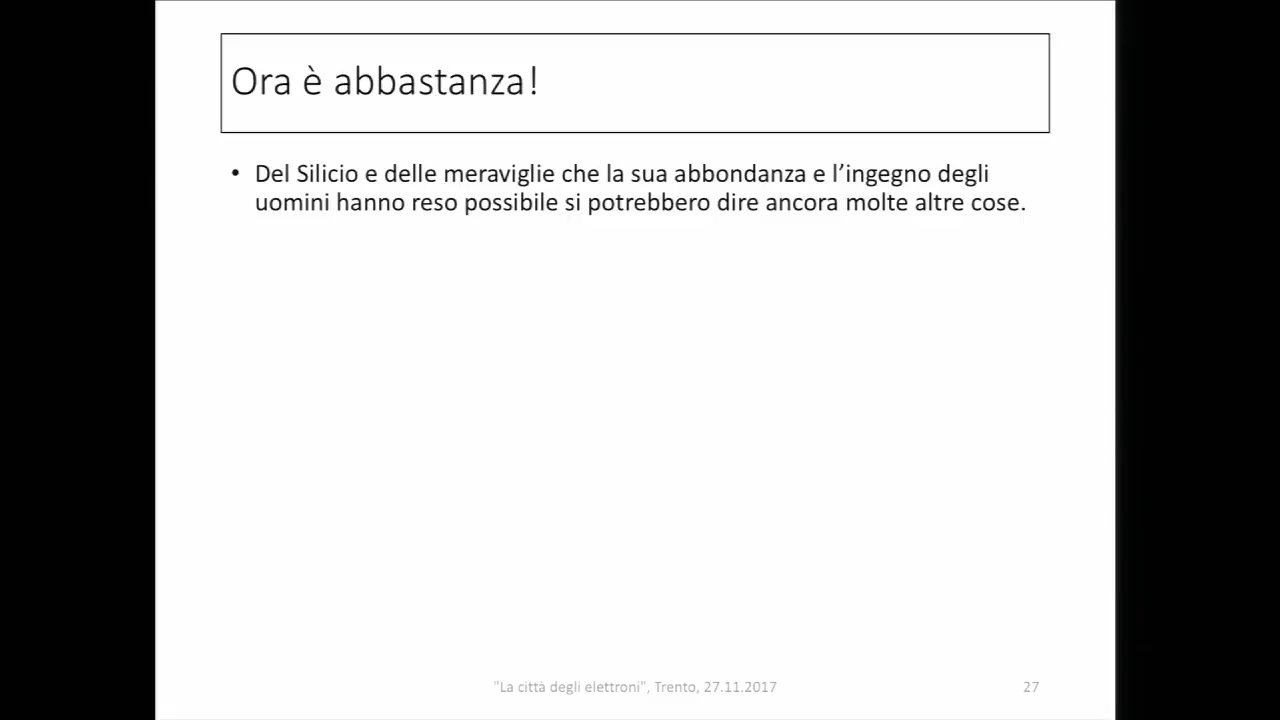 Ora è abbastanza!
• Del Silicio e delle meraviglie che la sua abbondanza e l’ingegno degli
uomini hanno reso possibile si potrebbero dire ancora molte altre cose.
"La città degli elettroni", Trento, 27.11.2017
27